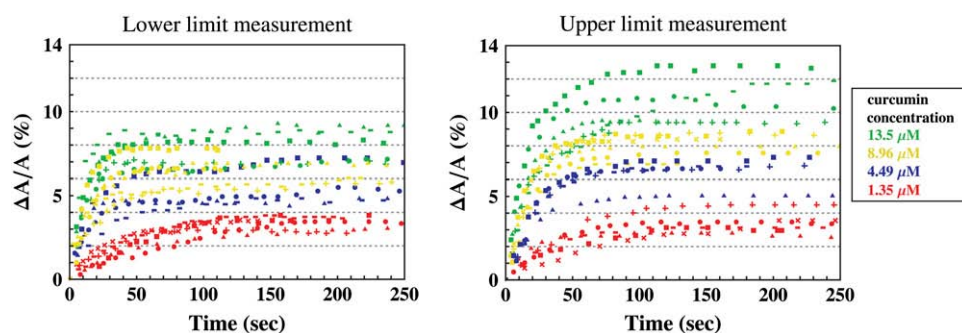 Lower limit measurement
14
10
5
0
ΔA/A (%)
0 50 100 150 200 250
Time (sec)
Upper limit measurement
14
10
5
0
ΔA/A (%)
0 50 100 150 200 250
Time (sec)
curcumin
concentration
13.5 μM
8.96 μM
4.49 μM
1.35 μM